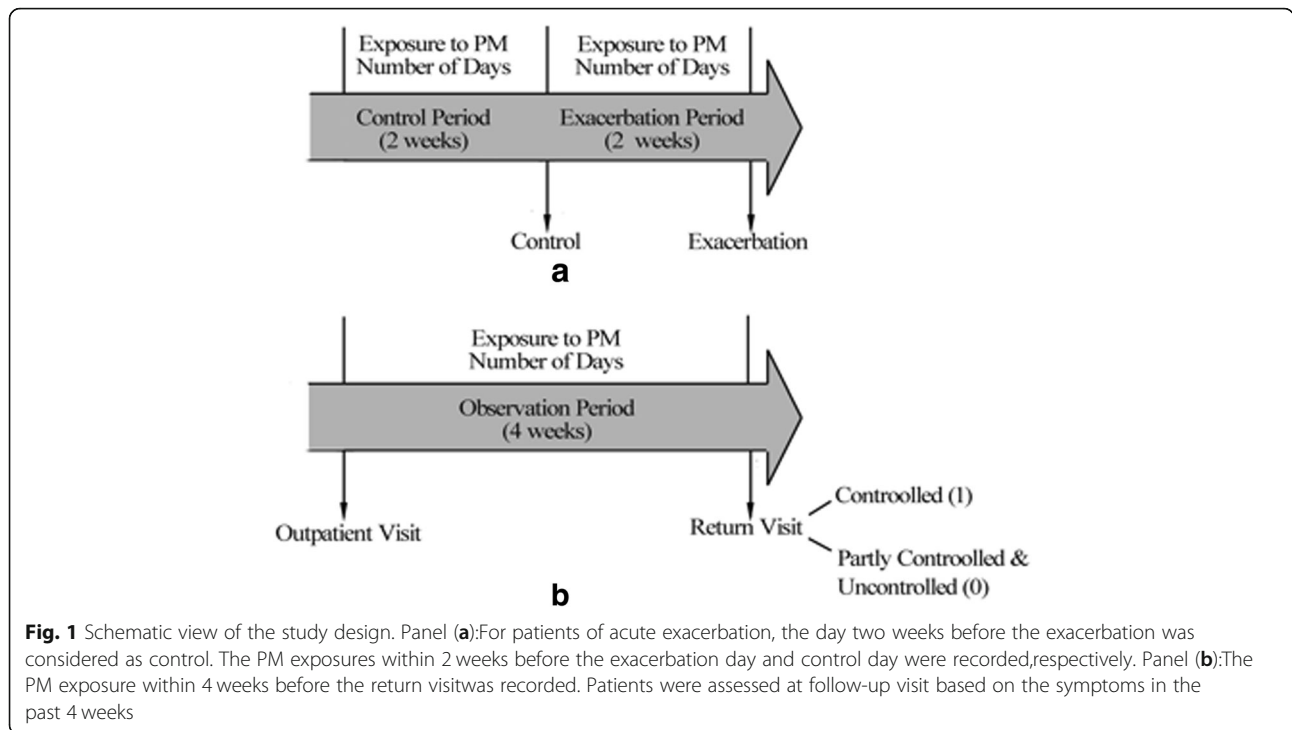 Exposure to PM
Number of Days
Exposure to PM
Number of Days
Control Period
(2 weeks)
Exacerbation Period
(2 weeks)
Control
Exacerbation
a
Exposure to PM
Number of Days
Observation Period
(4 weeks)
Outpatient Visit
Return Visit
Controolled (1)
Partly Controolled &
Uncontrolled (0)
b
Fig. 1 Schematic view of the study design. Panel (a):For patients of acute exacerbation, the day two weeks before the exacerbation was
considered as control. The PM exposures within 2 weeks before the exacerbation day and control day were recorded,respectively. Panel (b):The
PM exposure within 4 weeks before the return visitwas recorded. Patients were assessed at follow-up visit based on the symptoms in the
past 4 weeks